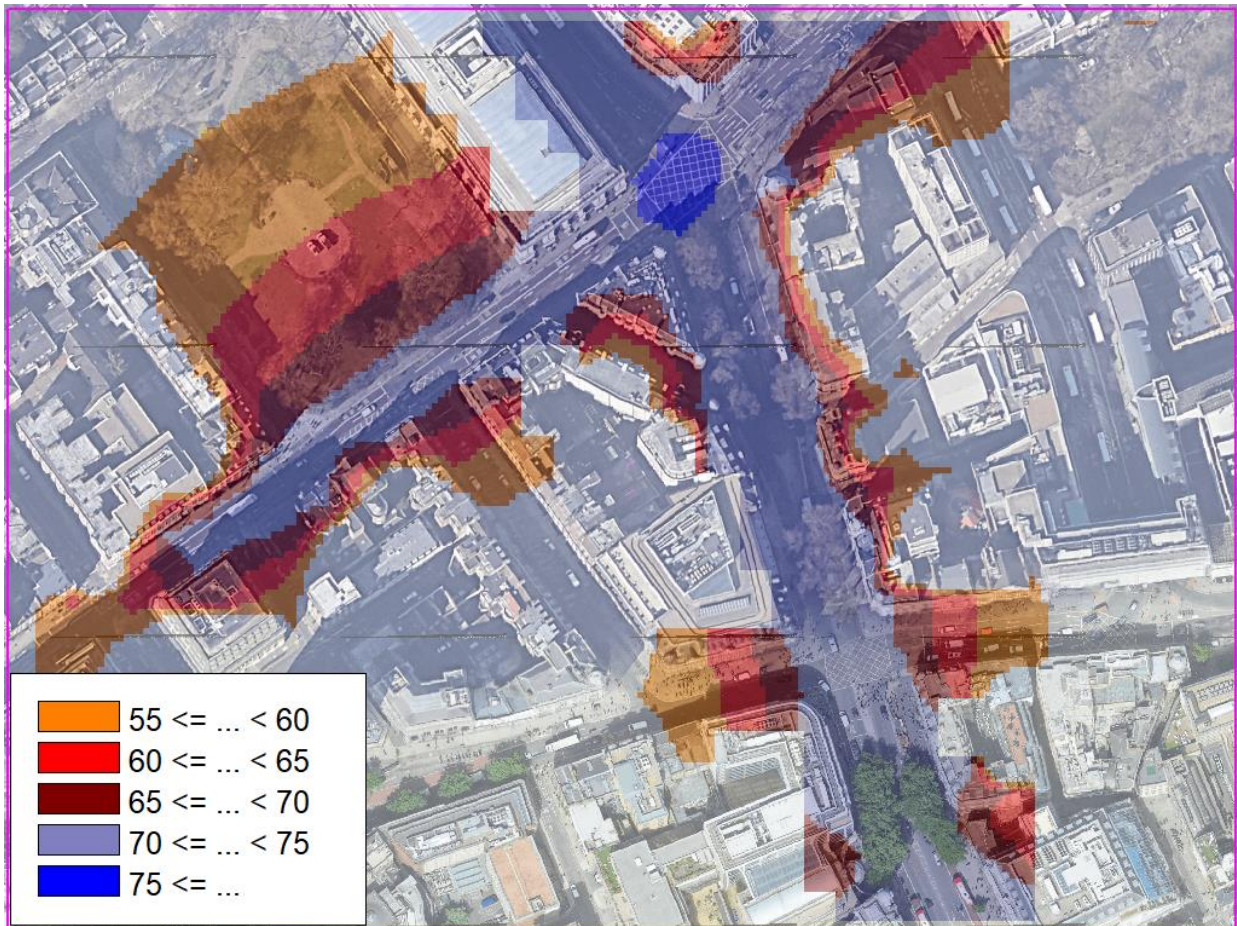 55 <= ... < 60
60 <= ... < 65
65 <= ... < 70
70 <= ... < 75
75 <= ...